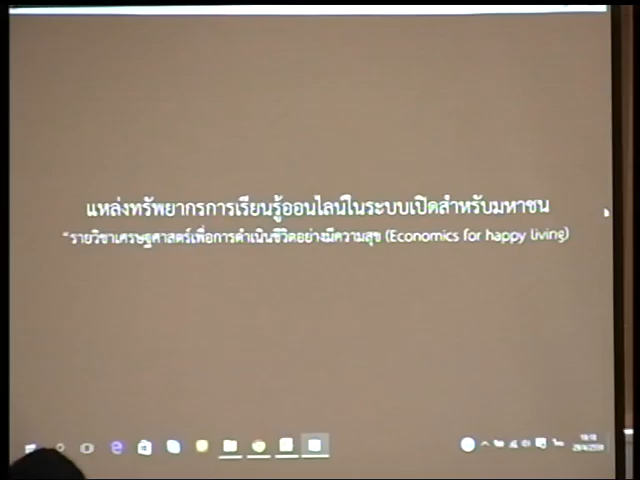 แหล่งทรัพยากรการเรียนรู้ออนไลน์ในระบบเปิดสำหรับมหาชน
“รายวิชาเศรษฐศาสตร์เพื่อการดำเนินชีวิตอย่างมีความสุข (Economics for happy living)